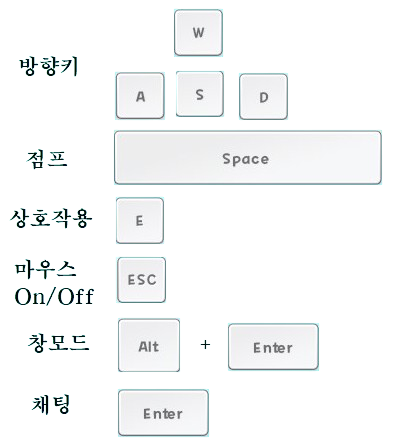 W
방향키
A S D
점프 Space
상호작용 E
마우스
On/Off ESC
창모드 Alt + Enter
채팅 Enter